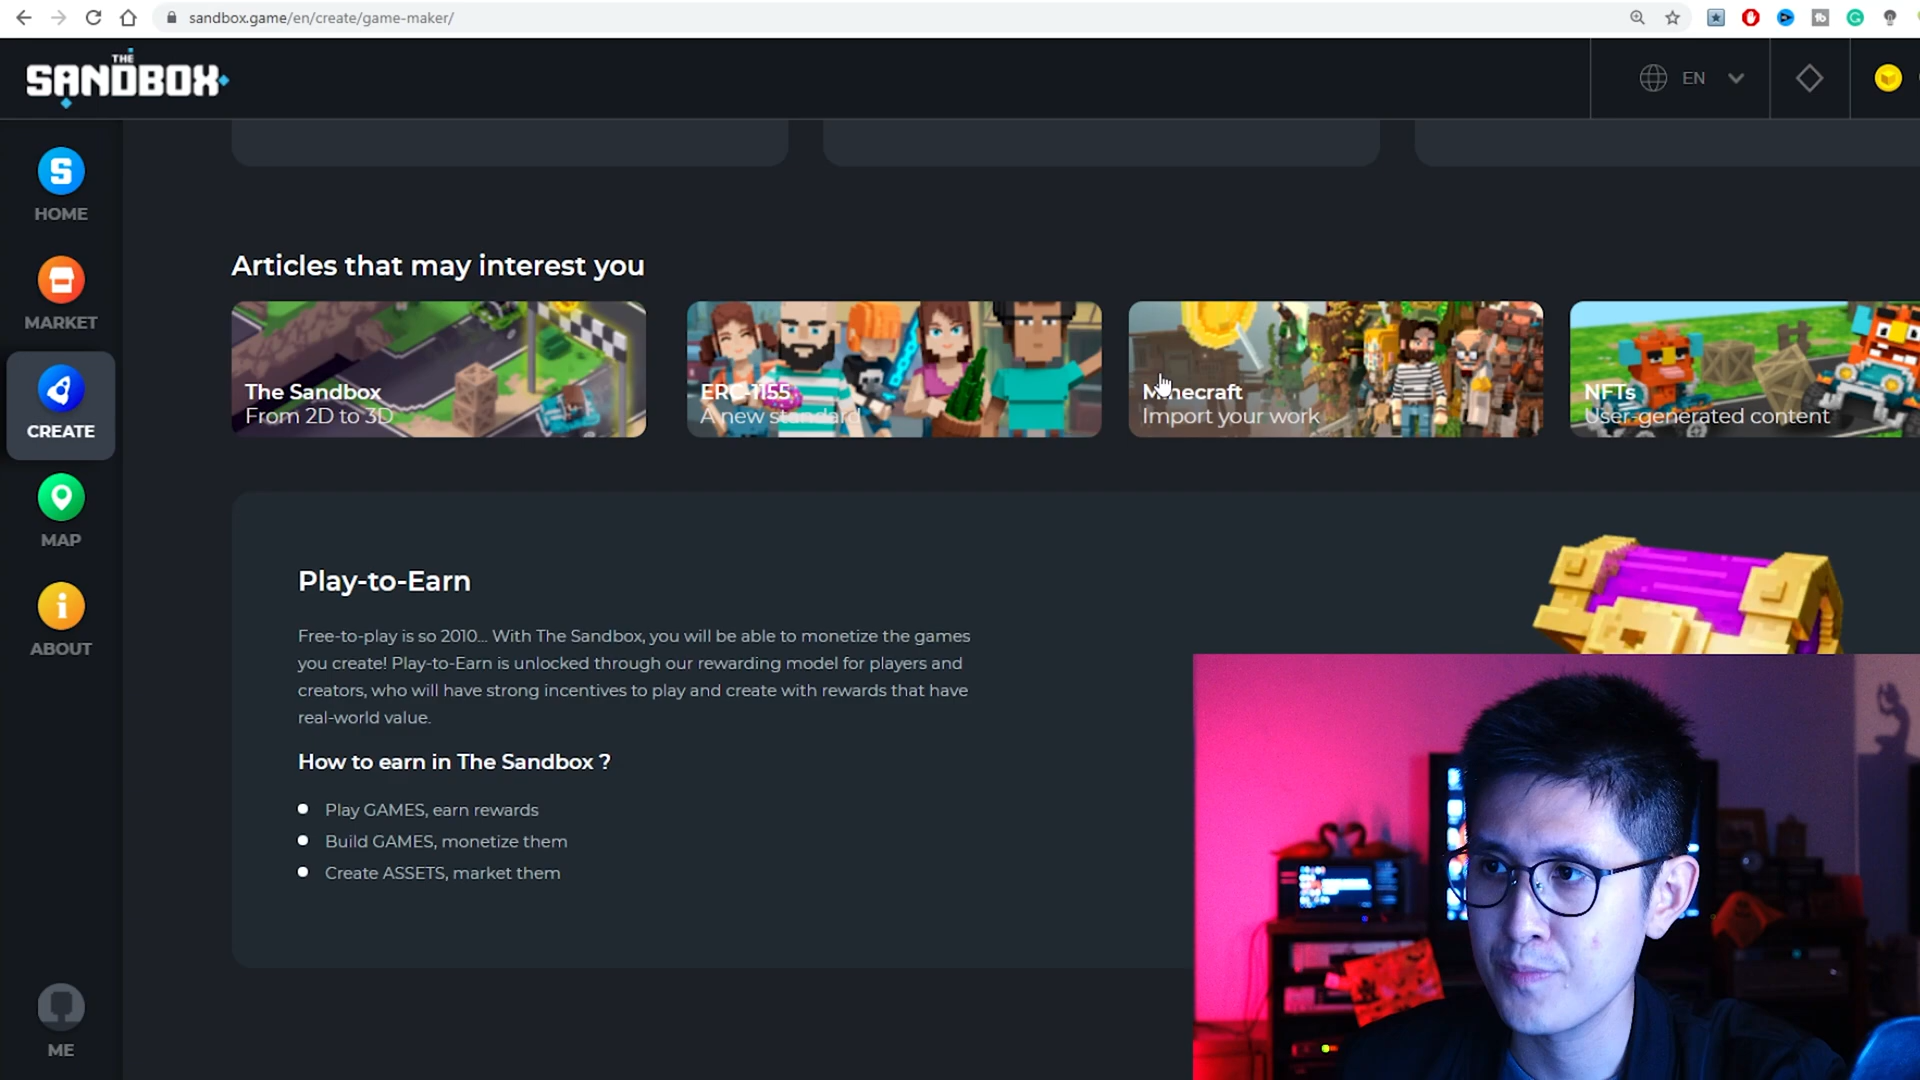 sandbox.game/en/create/game-maker/
THE
SANDBOX
EN
HOME
MARKET
CREATE
MAP
ABOUT
ME
Articles that may interest you
The Sandbox
From 2D to 3D
ERC-1155
A new standard
Minecraft
Import your work
NFTs
User-generated content
Play-to-Earn
Free-to-play is so 2010... With The Sandbox, you will be able to monetize the games
you create! Play-to-Earn is unlocked through our rewarding model for players and
creators, who will have strong incentives to play and create with rewards that have
real-world value.
How to earn in The Sandbox ?
Play GAMES, earn rewards
Build GAMES, monetize them
Create ASSETS, market them